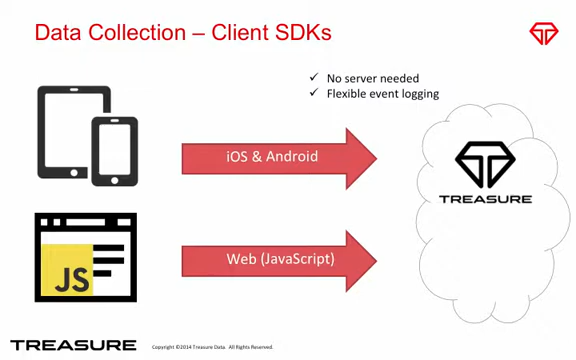 Data Collection – Client SDKs
✓ No server needed
✓ Flexible event logging
iOS & Android
TREASURE
JS
Web (JavaScript)
TREASURE
Copyright ©2014 Treasure Data. All Rights Reserved.